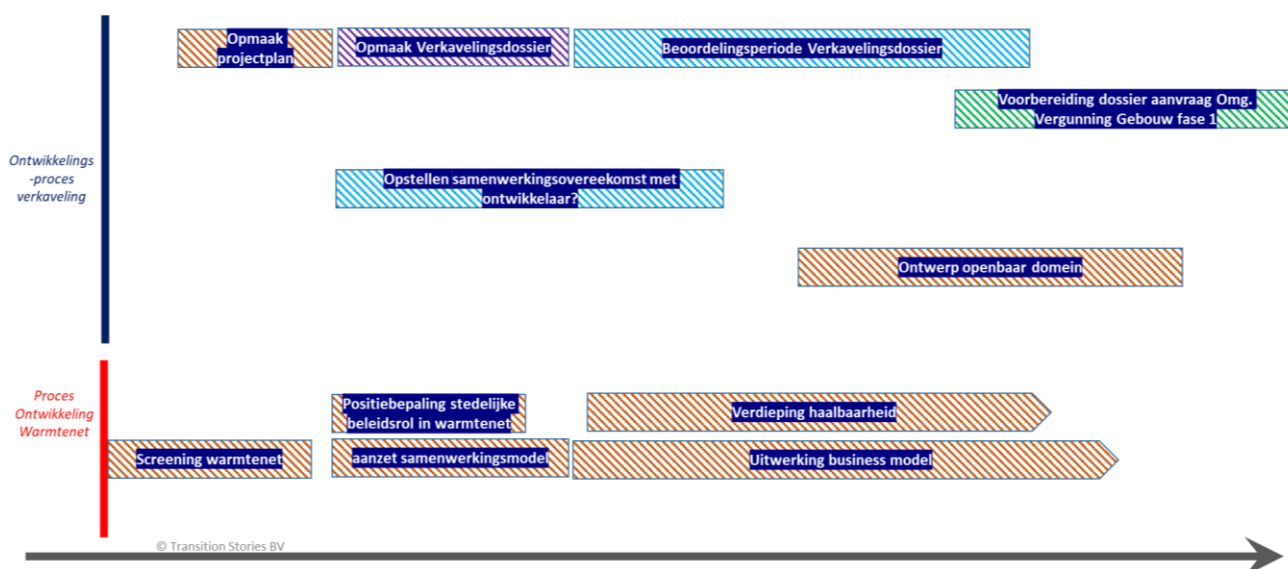 Opmaak
projectplan
Opmaak Verkavelingsdossier
Beoordelingsperiode Verkavelingsdossier
Voorbereiding dossier aanvraag Omg.
Vergunning Gebouw fase 1
Ontwikkelings
-proces
verkaveling
Opstellen samenwerkingsovereekomst met
ontwikkelaar?
Ontwerp openbaar domein
Proces
Ontwikkeling
Warmtenet
Positiebepaling stedelijke
beleidsrol in warmtenet
Verdieping haalbaarheid
Screening warmtenet
aanzet samenwerkingsmodel
Uitwerking business model
© Transition Stories BV